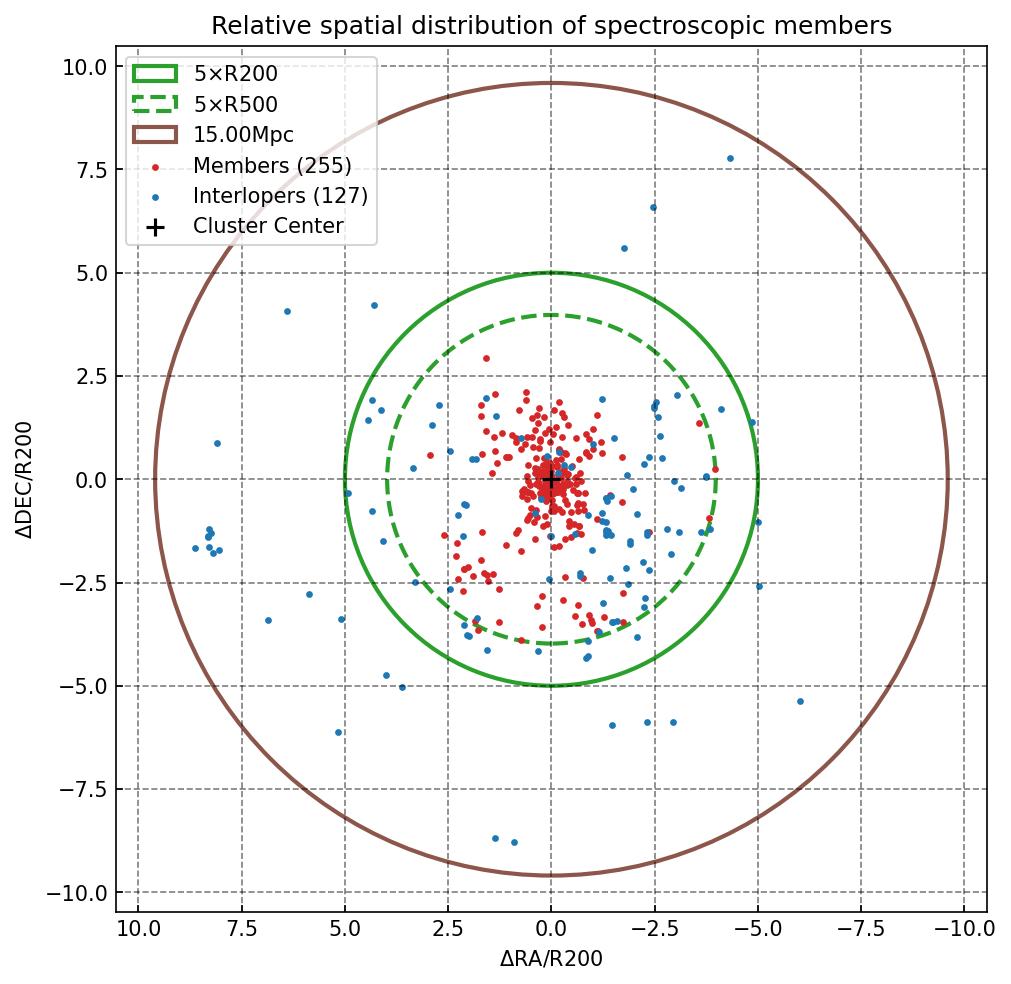 Relative spatial distribution of spectroscopic members
5×R200
5×R500
15.00Mpc
Members (255)
Interlopers (127)
Cluster Center
10.0
7.5
5.0
2.5
0.0
−2.5
−5.0
−7.5
−10.0
ΔDEC/R200
10.0 7.5 5.0 2.5 0.0 −2.5 −5.0 −7.5 −10.0
ΔRA/R200